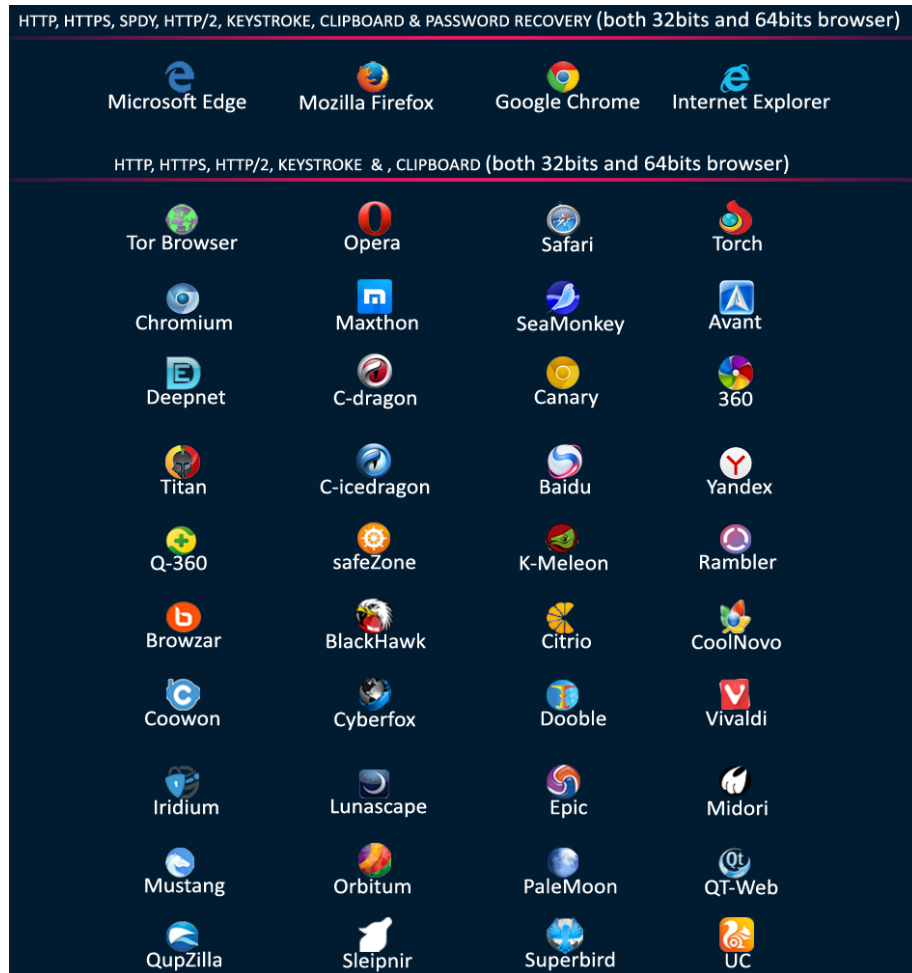 HTTP, HTTPS, SPDY, HTTP/2, KEYSTROKE, CLIPBOARD & PASSWORD RECOVERY (both 32bits and 64bits browser)
Microsoft Edge Mozilla Firefox Google Chrome Internet Explorer
HTTP, HTTPS, HTTP/2, KEYSTROKE & , CLIPBOARD (both 32bits and 64bits browser)
Tor Browser Opera Safari Torch
Chromium Maxthon SeaMonkey Avant
Deepnet C-dragon Canary 360
Titan C-icedragon Baidu Yandex
Q-360 safeZone K-Meleon Rambler
Browzar BlackHawk Citrio CoolNovo
Coowon Cyberfox Dooble Vivaldi
Iridium Lunascape Epic Midori
Mustang Orbitum PaleMoon QT-Web
QupZilla Sleipnir Superbird UC